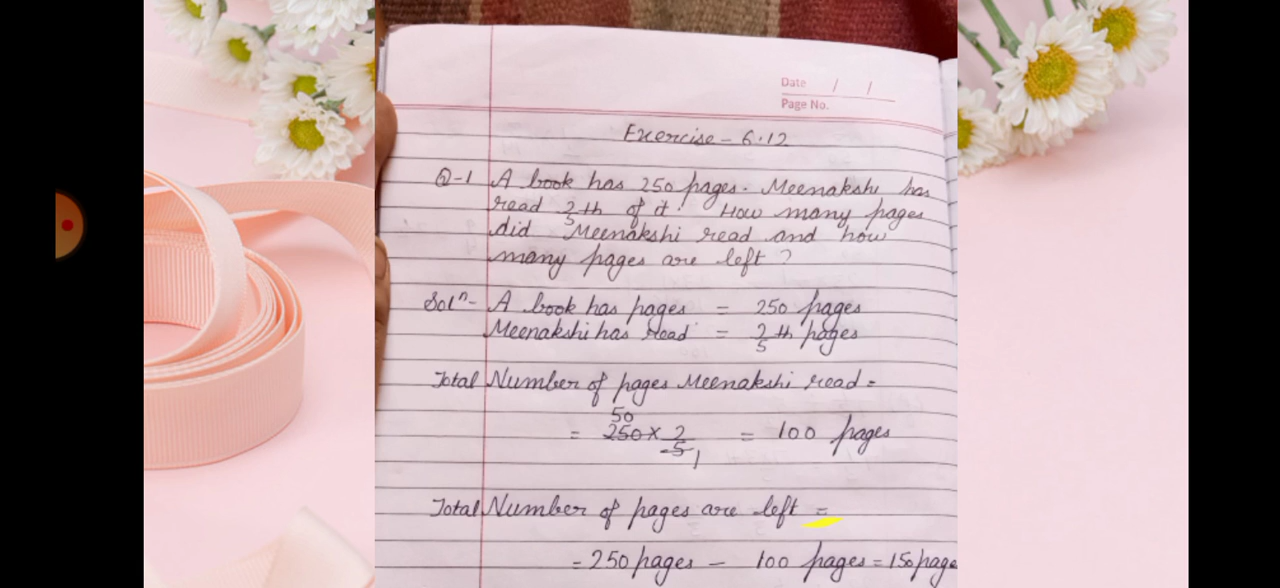 Date / /
Page No.
Exercise - 6.12
Q-1 A book has 250 pages. Meenakshi has
read 2/5th of it. How many pages
did Meenakshi read and how
many pages are left ?
Solⁿ- A book has pages = 250 pages
Meenakshi has read = 2/5 th pages
Total Number of pages Meenakshi read =
50
= 250 × 2/5 1 = 100 pages
Total Number of pages are left =
= 250 pages - 100 pages = 150 page